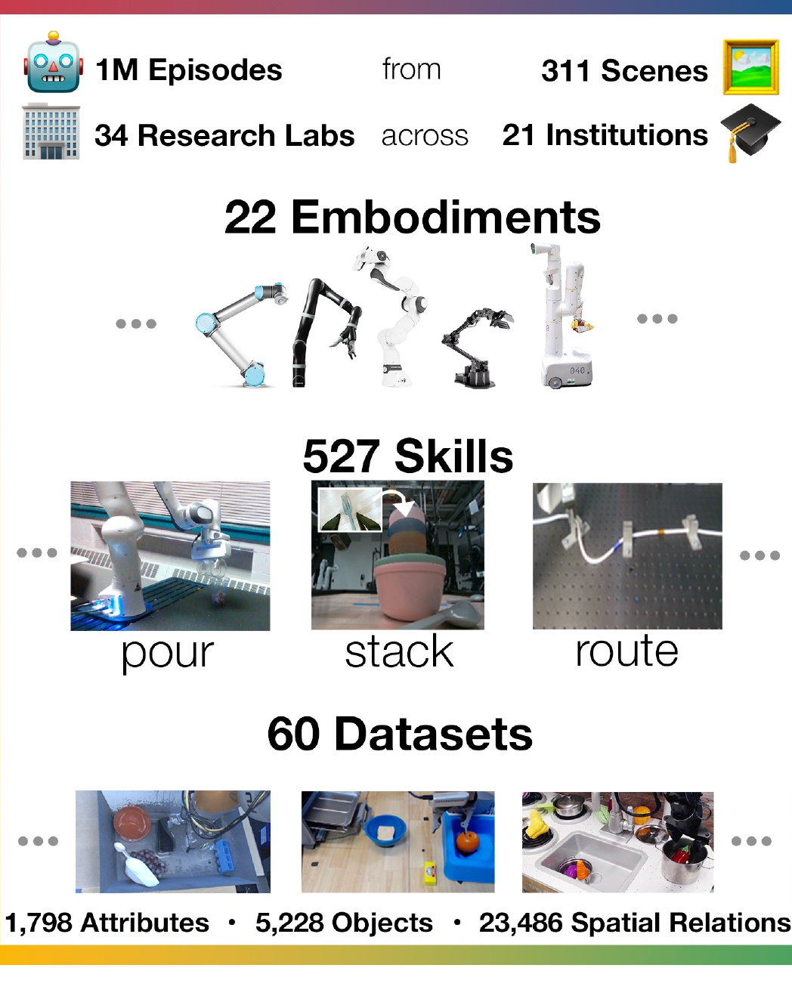 1M Episodes from 311 Scenes
34 Research Labs across 21 Institutions
22 Embodiments
040
527 Skills
pour stack route
60 Datasets
1,798 Attributes • 5,228 Objects • 23,486 Spatial Relations